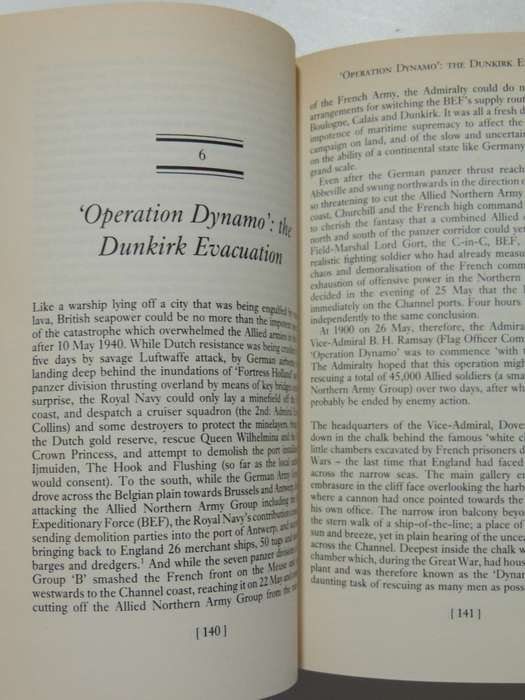 6
'Operation Dynamo': the
Dunkirk Evacuation
Like a warship lying off a city that was being engulfed by
lava, British seapower could be no more than the impotent
of the catastrophe which overwhelmed the Allied armies in
after 10 May 1940. While Dutch resistance was being crushed
five days by savage Luftwaffe attack, by German airborne
landing deep behind the inundations of 'Fortress Holland'
panzer division thrusting overland by means of key bridges
surprise, the Royal Navy could only lay a minefield off the
coast, and despatch a cruiser squadron (the 2nd: Admiral
Collins) and some destroyers to protect the minelayers,
the Dutch gold reserve, rescue Queen Wilhelmina and the
Crown Princess, and attempt to demolish the port
Ijmuiden, The Hook and Flushing (so far as the local
would consent). To the south, while the German Army
drove across the Belgian plain towards Brussels and Antwerp,
attacking the Allied Northern Army Group including the
Expeditionary Force (BEF), the Royal Navy's contribution
sending demolition parties into the port of Antwerp, and
bringing back to England 26 merchant ships, 50 tugs and
barges and dredgers.¹ And while the seven panzer divisions
Group 'B' smashed the French front on the Meuse and
westwards to the Channel coast, reaching it on 22 May and
cutting off the Allied Northern Army Group from the
[ 140 ]
'OPERATION DYNAMO': THE DUNKIRK
of the French Army, the Admiralty could do
arrangements for switching the BEF's supply
Boulogne, Calais and Dunkirk. It was all a fresh
impotence of maritime supremacy to affect the
campaign on land, and of the slow and
on the ability of a continental state like Germany
grand scale.
Even after the German panzer thrust
Abbeville and swung northwards in the direction
so threatening to cut the Allied Northern Army
coast, Churchill and the French high command
to cherish the fantasy that a combined Allied
north and south of the panzer corridor could
Field-Marshal Lord Gort, the C-in-C, BEF,
realistic fighting soldier who had already
chaos and demoralisation of the French
exhaustion of offensive power in the Northern
decided in the evening of 25 May that the
immediately on the Channel ports. Four hours
independently to the same conclusion.
At 1900 on 26 May, therefore, the
Vice-Admiral B. H. Ramsay (Flag Officer
'Operation Dynamo' was to commence 'with
The Admiralty hoped that this operation
rescuing a total of 45,000 Allied soldiers (a
Northern Army Group) over two days, after
probably be ended by enemy action.
The headquarters of the Vice-Admiral,
down in the chalk behind the famous 'white
little chambers excavated by French prisoners
Wars – the last time that England had faced
across the narrow seas. The main gallery
embrasure in the cliff face overlooking the
where a cannon had once pointed towards the
his own office. The narrow iron balcony
the stern walk of a ship-of-the-line; a place of
sun and breeze, yet in plain hearing of the
across the Channel. Deepest inside the chalk
chamber which, during the Great War, had
plant and was therefore known as the
daunting task of rescuing as many men as
[ 141 ]